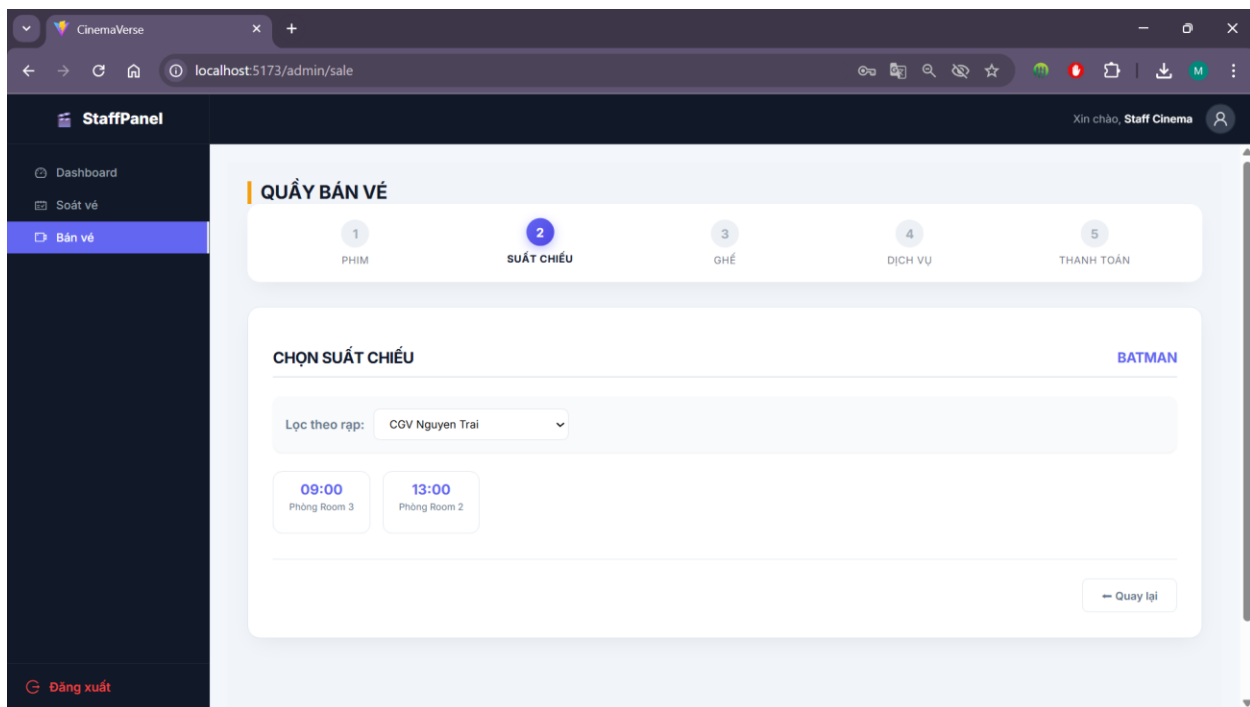 CinemaVerse
localhost:5173/admin/sale
M
StaffPanel
Xin chào, Staff Cinema
Dashboard
Soát vé
Bán vé
QUẦY BÁN VÉ
1 2 3 4 5
PHIM SUẤT CHIẾU GHẾ DỊCH VỤ THANH TOÁN
CHỌN SUẤT CHIẾU BATMAN
Lọc theo rạp: CGV Nguyen Trai
09:00 13:00
Phòng Room 3 Phòng Room 2
← Quay lại
Đăng xuất